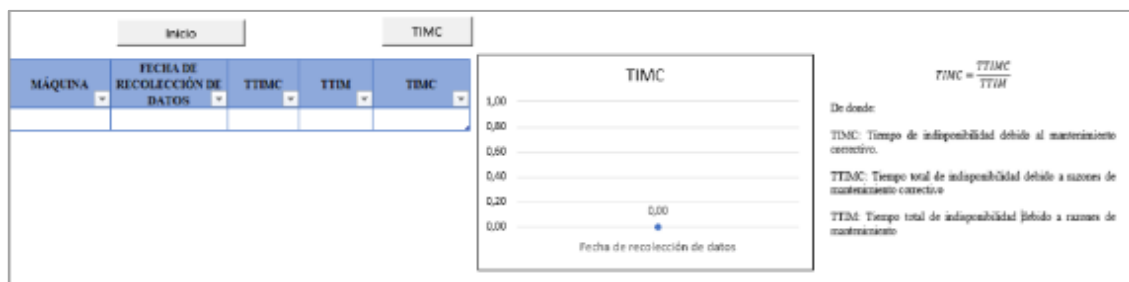 Inicio
TIMC
MÁQUINA
FECHA DE
RECOLECCIÓN DE
DATOS
TTIMC
TTIM
TIMC
TIMC
1,00
0,80
0,60
0,40
0,20
0,00
0,00
Fecha de recolección de datos
TIMC = TTIMC / TTIM
De donde:
TIMC: Tiempo de indisponibilidad debido al mantenimiento
correctivo.
TTIMC: Tiempo total de indisponibilidad debido a razones de
mantenimiento correctivo
TTIM: Tiempo total de indisponibilidad debido a razones de
mantenimiento